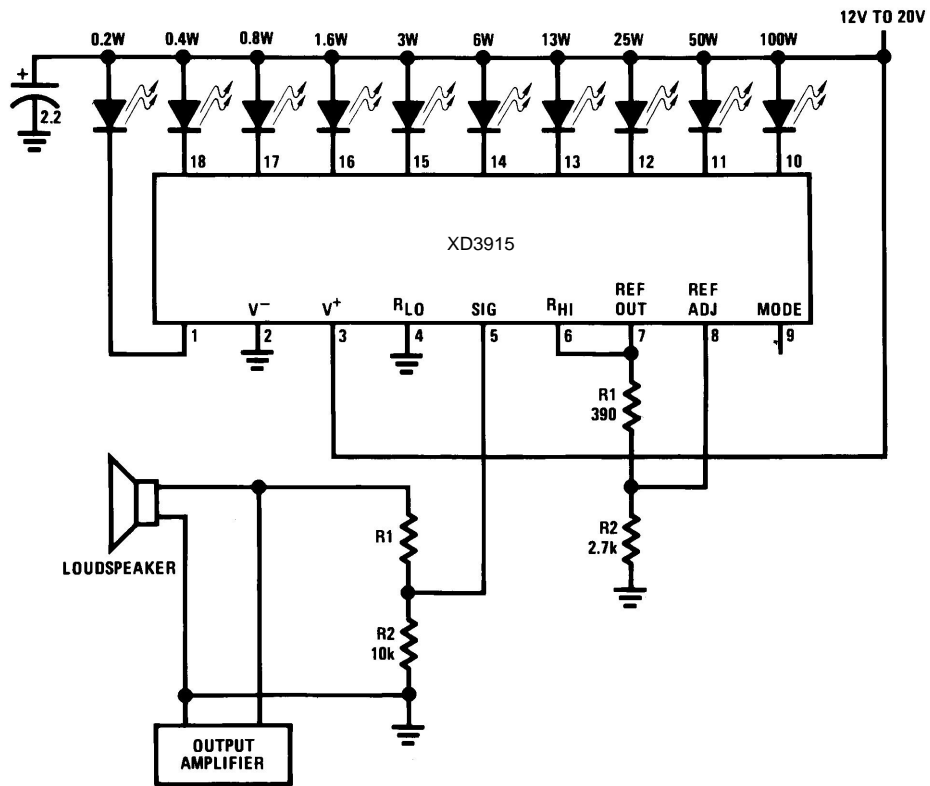 12V TO 20V
0.2W 0.4W 0.8W 1.6W 3W 6W 13W 25W 50W 100W
+
2.2
18 17 16 15 14 13 12 11 10
XD3915
V− V+ RLO SIG RHI REF OUT REF ADJ MODE
1 2 3 4 5 6 7 8 9
R1
390
R1
R2
2.7k
LOUDSPEAKER
R2
10k
OUTPUT
AMPLIFIER